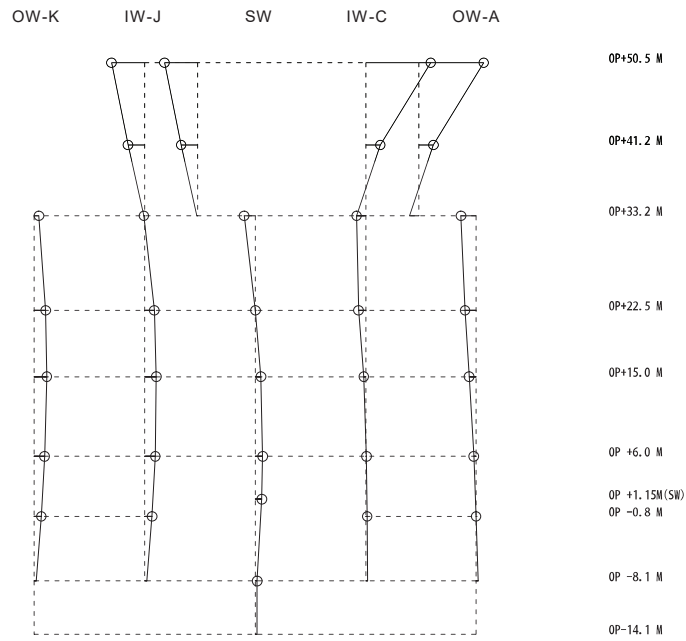 OW-K IW-J SW IW-C OW-A
OP+50.5 M
OP+41.2 M
OP+33.2 M
OP+22.5 M
OP+15.0 M
OP +6.0 M
OP +1.15M(SW)
OP -0.8 M
OP -8.1 M
OP-14.1 M